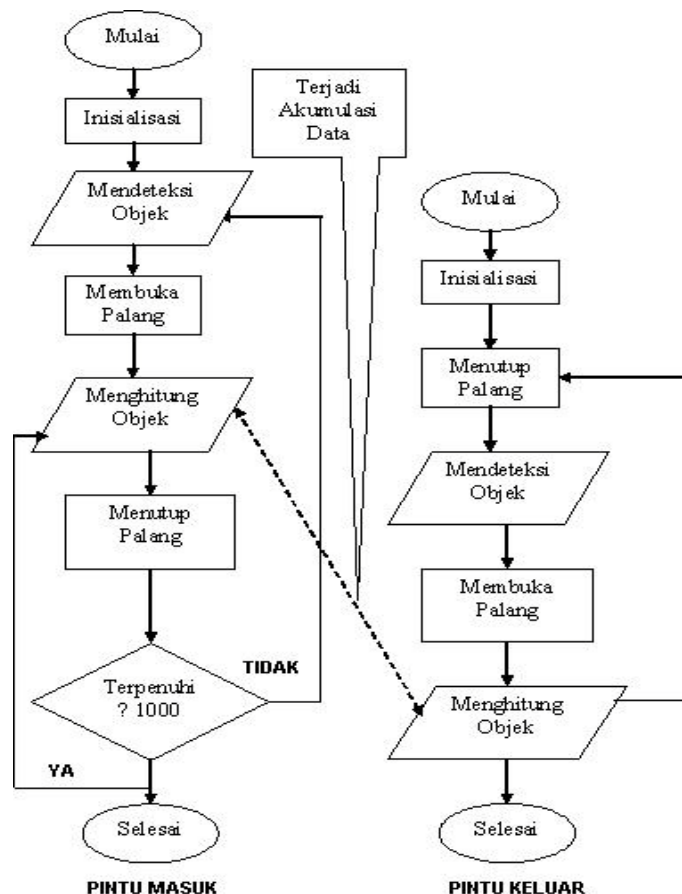 Mulai
Inisialisasi
Mendeteksi
Objek
Membuka
Palang
Menghitung
Objek
Menutup
Palang
Terpenuhi
? 1000
TIDAK
YA
Selesai
PINTU MASUK
Terjadi
Akumulasi
Data
Mulai
Inisialisasi
Menutup
Palang
Mendeteksi
Objek
Membuka
Palang
Menghitung
Objek
Selesai
PINTU KELUAR